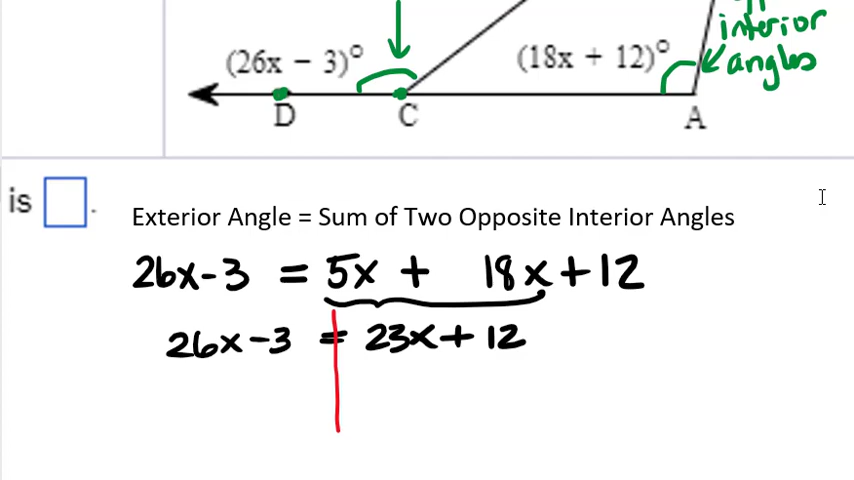 interior
angles
(26x − 3)°
(18x + 12)°
D
C
A
is
Exterior Angle = Sum of Two Opposite Interior Angles
26x-3 = 5x + 18x+12
26x-3 = 23x+12